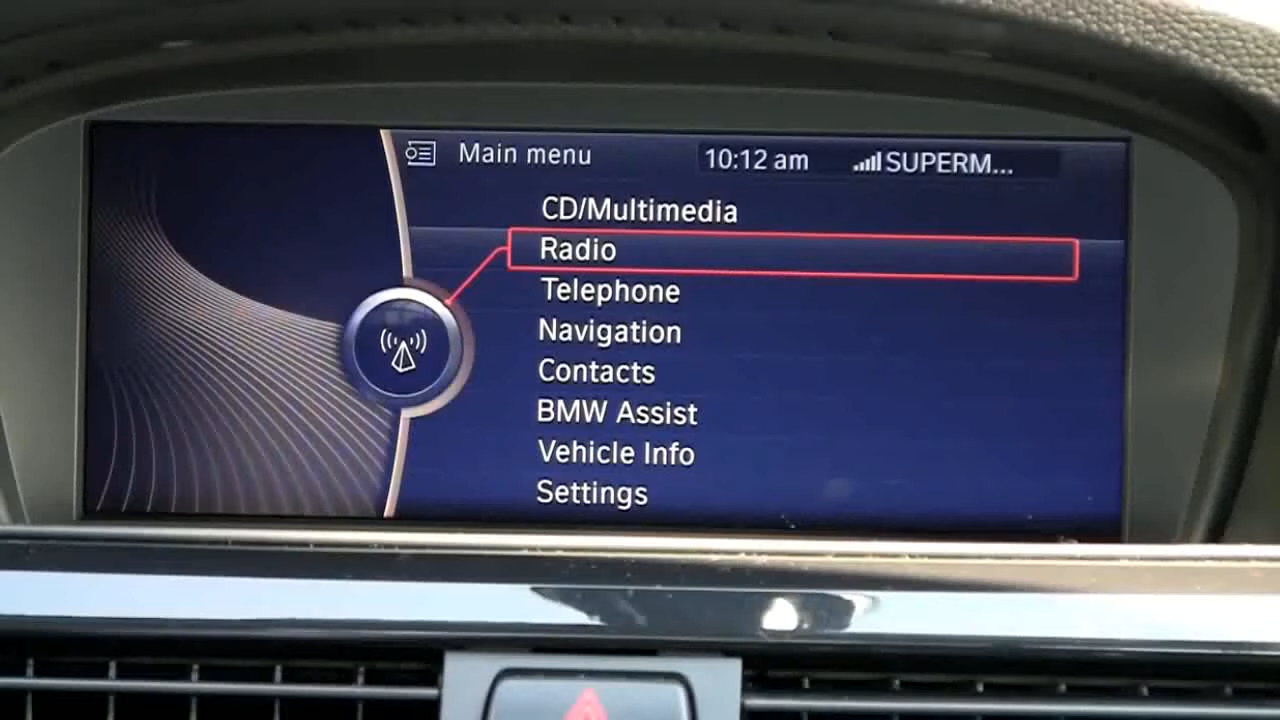 Main menu 10:12 am SUPERM...
CD/Multimedia
Radio
Telephone
Navigation
Contacts
BMW Assist
Vehicle Info
Settings